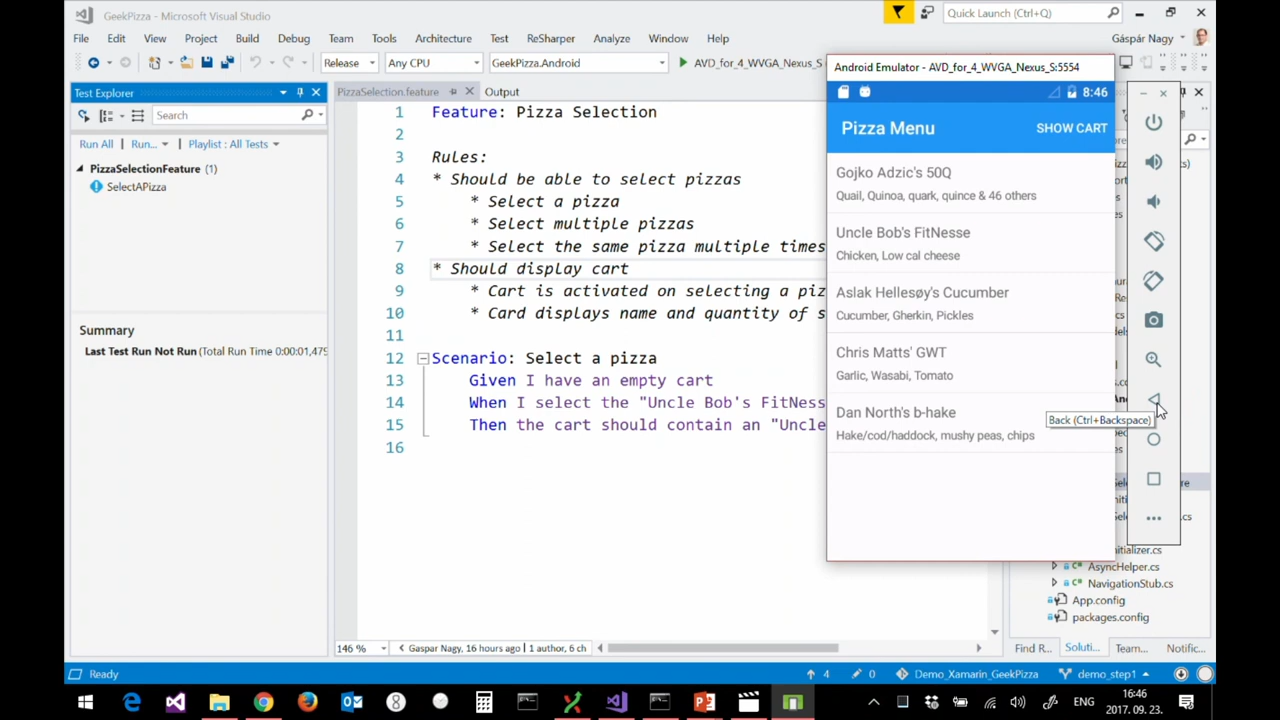 GeekPizza - Microsoft Visual Studio
Quick Launch (Ctrl+Q)
File Edit View Project Build Debug Team Tools Architecture Test ReSharper Analyze Window Help
Gáspár Nagy
Release
Any CPU
GeekPizza.Android
AVD_for_4_WVGA_Nexus_S
Test Explorer
Search
Run All Run... Playlist : All Tests
PizzaSelectionFeature (1)
SelectAPizza
Summary
Last Test Run Not Run (Total Run Time 0:00:01,479
PizzaSelection.feature
Output
1 Feature: Pizza Selection
2
3 Rules:
4 * Should be able to select pizzas
5 * Select a pizza
6 * Select multiple pizzas
7 * Select the same pizza multiple times
8 * Should display cart
9 * Cart is activated on selecting a piz
10 * Card displays name and quantity of s
11
12 Scenario: Select a pizza
13 Given I have an empty cart
14 When I select the "Uncle Bob's FitNess
15 Then the cart should contain an "Uncle
16
Android Emulator - AVD_for_4_WVGA_Nexus_S:5554
8:46
Pizza Menu
SHOW CART
Gojko Adzic's 50Q
Quail, Quinoa, quark, quince & 46 others
Uncle Bob's FitNesse
Chicken, Low cal cheese
Aslak Hellesøy's Cucumber
Cucumber, Gherkin, Pickles
Chris Matts' GWT
Garlic, Wasabi, Tomato
Dan North's b-hake
Hake/cod/haddock, mushy peas, chips
Back (Ctrl+Backspace)
nitializer.cs
AsyncHelper.cs
NavigationStub.cs
App.config
packages.config
146 %
Gaspar Nagy, 16 hours ago | 1 author, 6 ch
Find R... Soluti... Team... Notific...
Ready
4
0
Demo_Xamarin_GeekPizza
demo_step1
ENG
16:46
2017. 09. 23.